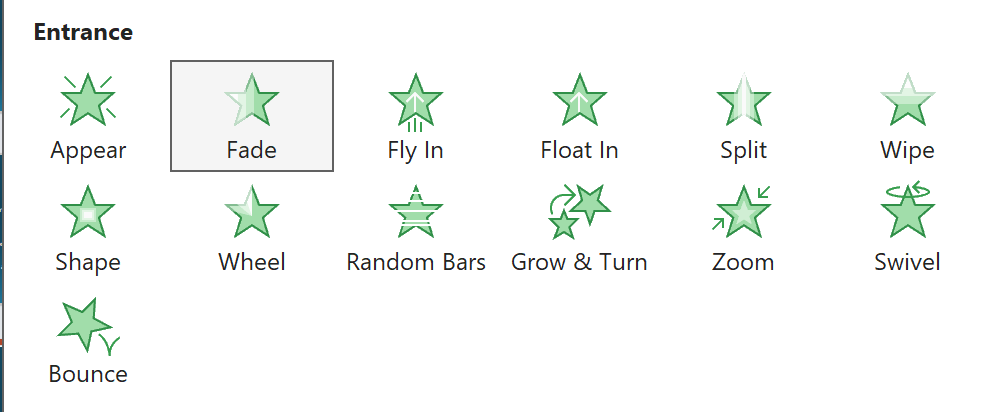 Entrance
Appear Fade Fly In Float In Split Wipe
Shape Wheel Random Bars Grow & Turn Zoom Swivel
Bounce